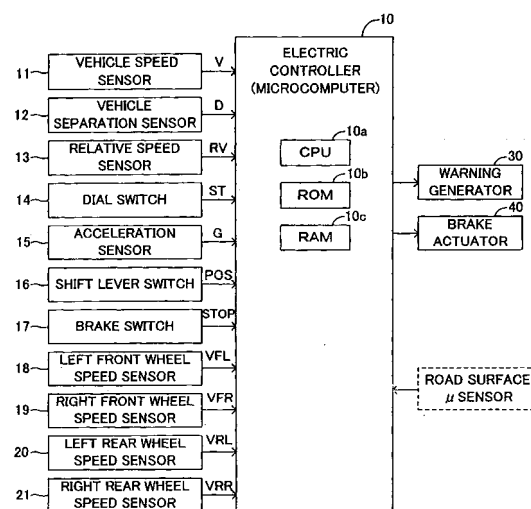 10
11
VEHICLE SPEED
SENSOR
V
12
VEHICLE
SEPARATION SENSOR
D
13
RELATIVE SPEED
SENSOR
RV
14
DIAL SWITCH
ST
15
ACCELERATION
SENSOR
G
16
SHIFT LEVER SWITCH
POS
17
BRAKE SWITCH
STOP
18
LEFT FRONT WHEEL
SPEED SENSOR
VFL
19
RIGHT FRONT WHEEL
SPEED SENSOR
VFR
20
LEFT REAR WHEEL
SPEED SENSOR
VRL
21
RIGHT REAR WHEEL
SPEED SENSOR
VRR
ELECTRIC
CONTROLLER
(MICROCOMPUTER)
10a
CPU
10b
ROM
10c
RAM
30
WARNING
GENERATOR
40
BRAKE
ACTUATOR
ROAD SURFACE
μ SENSOR